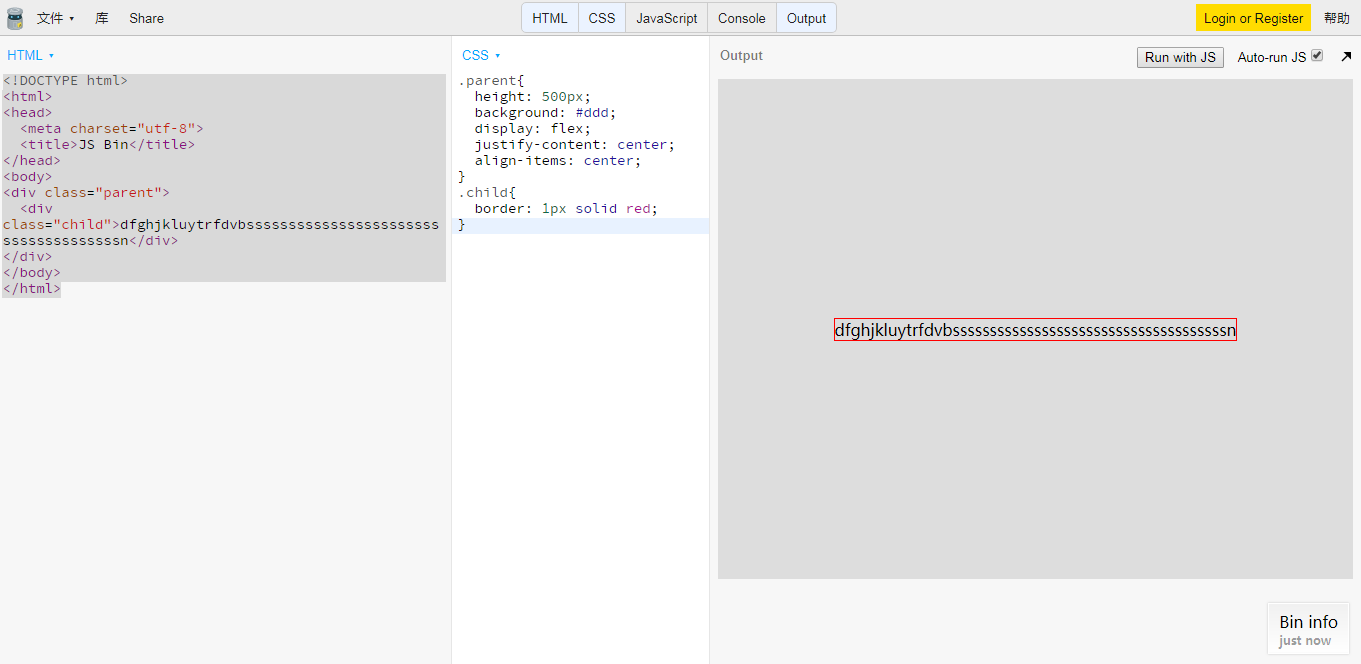 文件 ▾ 库 Share HTML CSS JavaScript Console Output Login or Register 帮助
HTML ▾
<!DOCTYPE html>
<html>
<head>
  <meta charset="utf-8">
  <title>JS Bin</title>
</head>
<body>
<div class="parent">
  <div
class="child">dfghjkluytrfdvbsssssssssssssssssssssss
ssssssssssssssn</div>
</div>
</body>
</html>
CSS ▾
.parent{
  height: 500px;
  background: #ddd;
  display: flex;
  justify-content: center;
  align-items: center;
}
.child{
  border: 1px solid red;
}
Output Run with JS Auto-run JS
dfghjkluytrfdvbsssssssssssssssssssssssssssssssssssssn
Bin info
just now